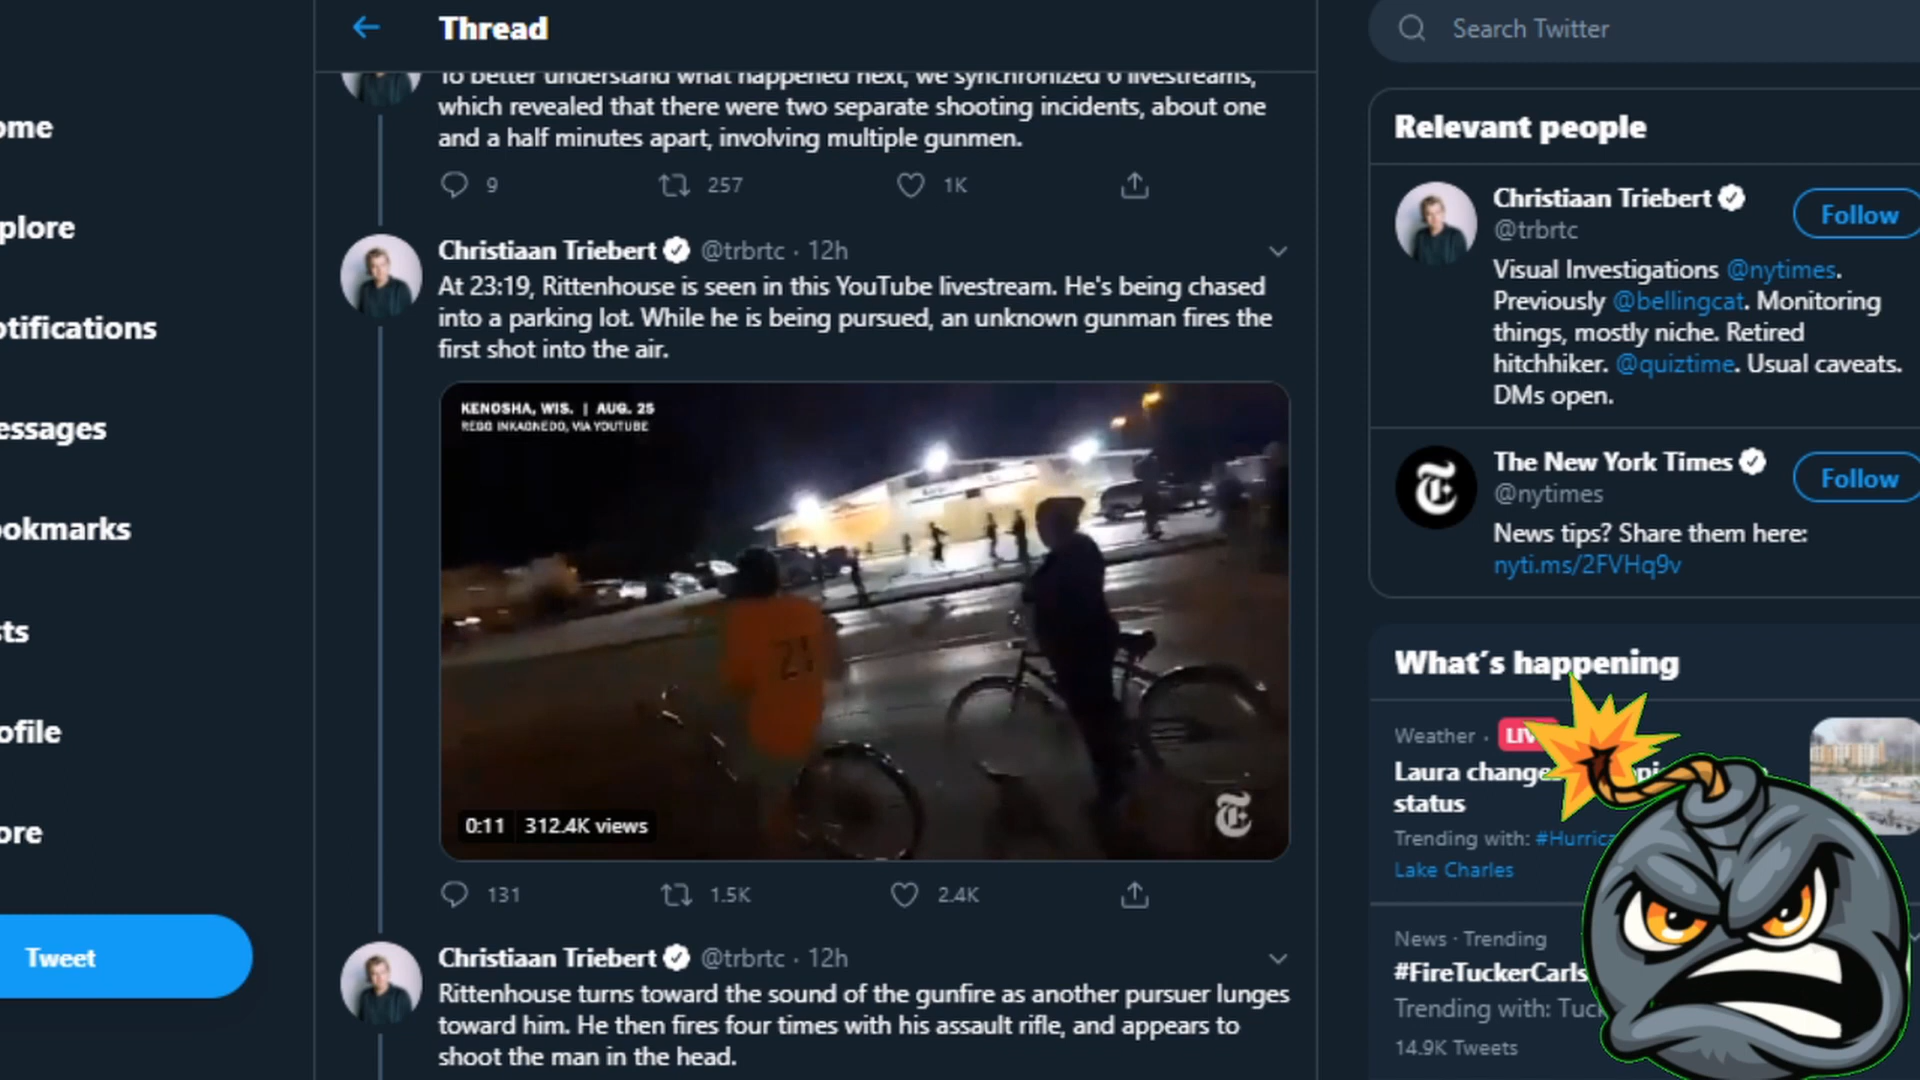 Thread
Search Twitter
ome
plore
otifications
essages
ookmarks
sts
ofile
ore
Tweet
To better understand what happened next, we synchronized 6 livestreams,
which revealed that there were two separate shooting incidents, about one
and a half minutes apart, involving multiple gunmen.
9 257 1K
Christiaan Triebert @trbrtc · 12h
At 23:19, Rittenhouse is seen in this YouTube livestream. He's being chased
into a parking lot. While he is being pursued, an unknown gunman fires the
first shot into the air.
KENOSHA, WIS. | AUG. 25
REGG INKAGNEDO, VIA YOUTUBE
21
0:11 312.4K views
131 1.5K 2.4K
Christiaan Triebert @trbrtc · 12h
Rittenhouse turns toward the sound of the gunfire as another pursuer lunges
toward him. He then fires four times with his assault rifle, and appears to
shoot the man in the head.
Relevant people
Christiaan Triebert
Follow
@trbrtc
Visual Investigations @nytimes.
Previously @bellingcat. Monitoring
things, mostly niche. Retired
hitchhiker. @quiztime. Usual caveats.
DMs open.
The New York Times
Follow
@nytimes
News tips? Share them here:
nyti.ms/2FVHq9v
What's happening
Weather · LIV
Laura change
status
Trending with: #Hurric
Lake Charles
News · Trending
#FireTuckerCarls
Trending with: Tuc
14.9K Tweets